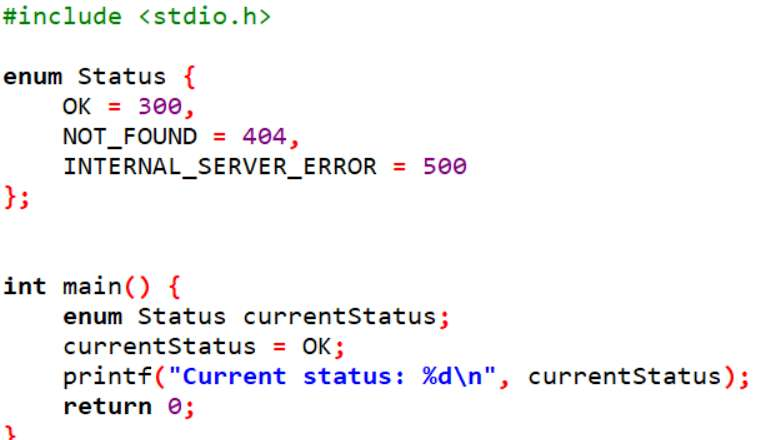 #include <stdio.h>
enum Status {
    OK = 300,
    NOT_FOUND = 404,
    INTERNAL_SERVER_ERROR = 500
};
int main() {
    enum Status currentStatus;
    currentStatus = OK;
    printf("Current status: %d\n", currentStatus);
    return 0;
}